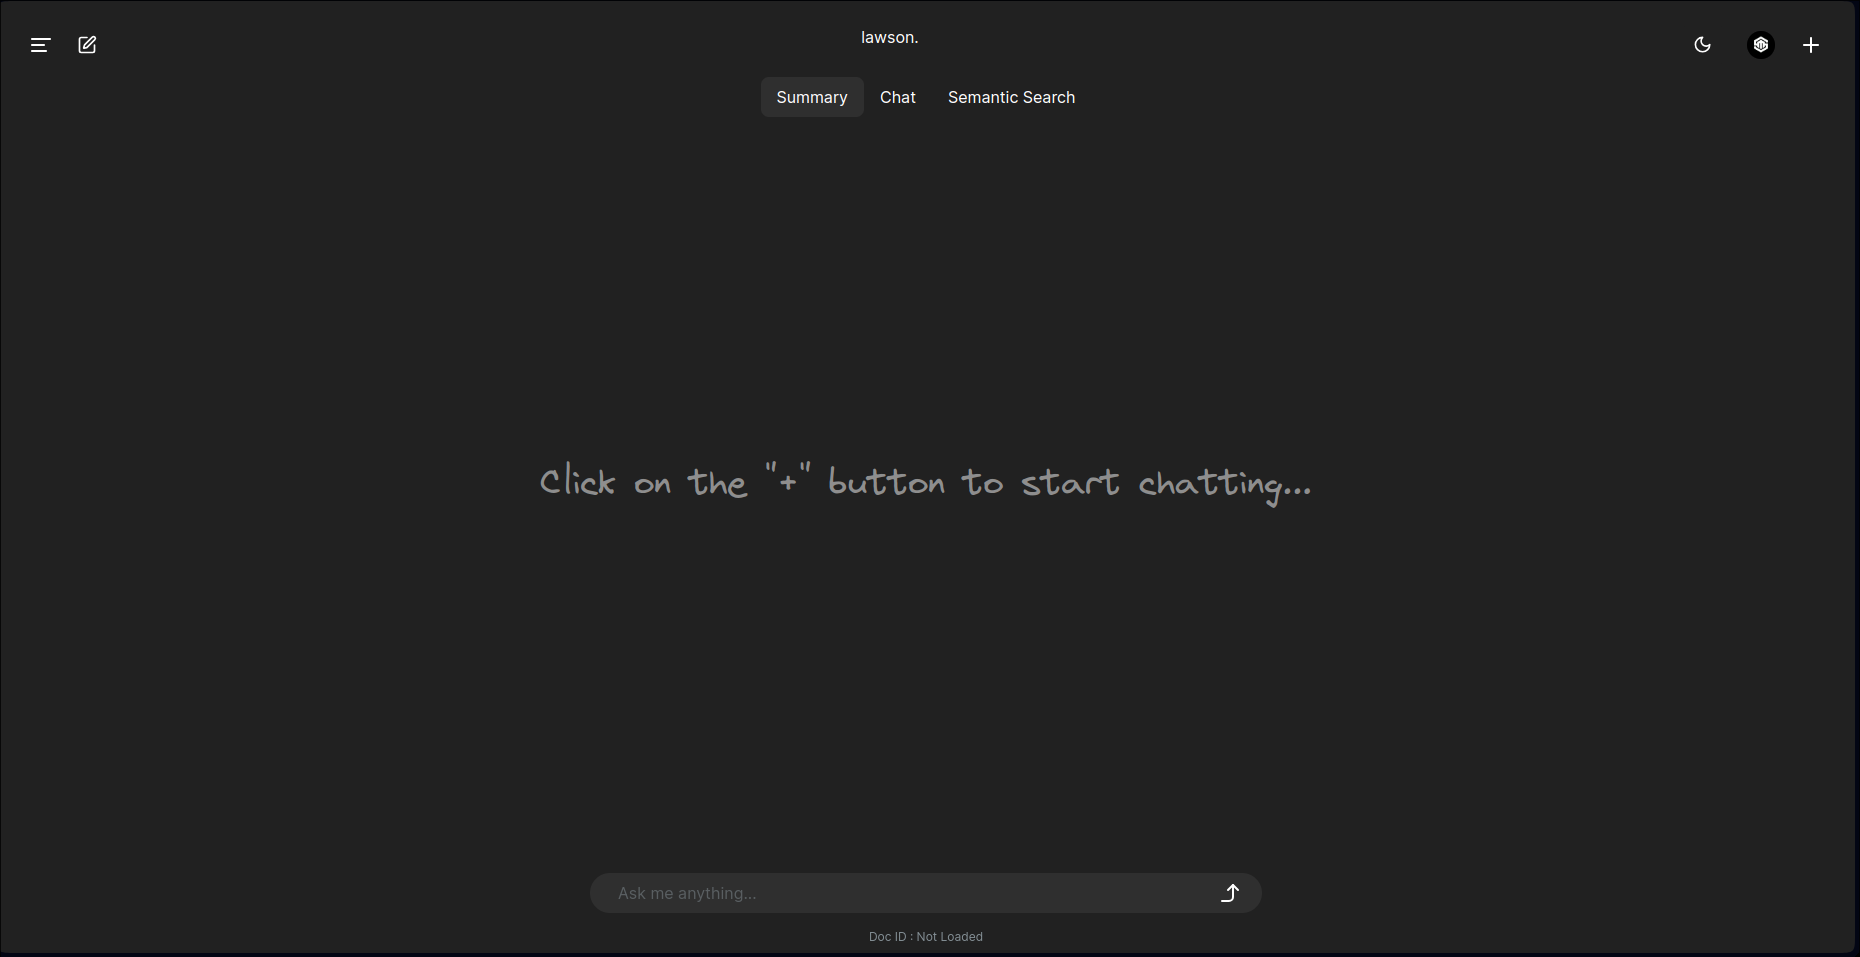 lawson.
Summary Chat Semantic Search
Click on the "+" button to start chatting...
Ask me anything...
Doc ID : Not Loaded